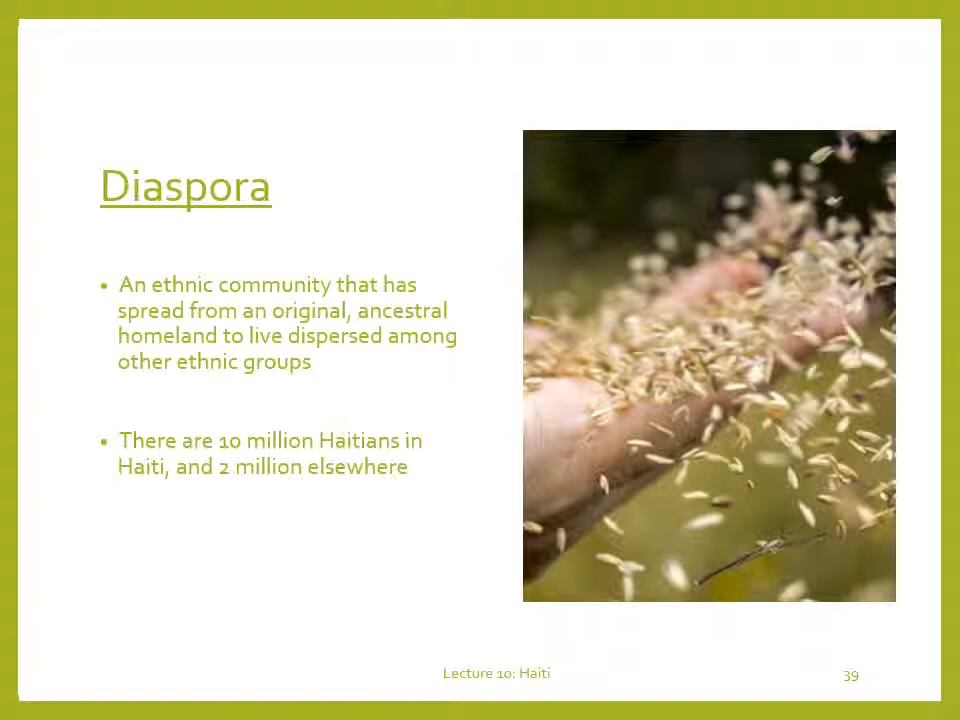 Diaspora
• An ethnic community that has
spread from an original, ancestral
homeland to live dispersed among
other ethnic groups
• There are 10 million Haitians in
Haiti, and 2 million elsewhere
Lecture 10: Haiti
39